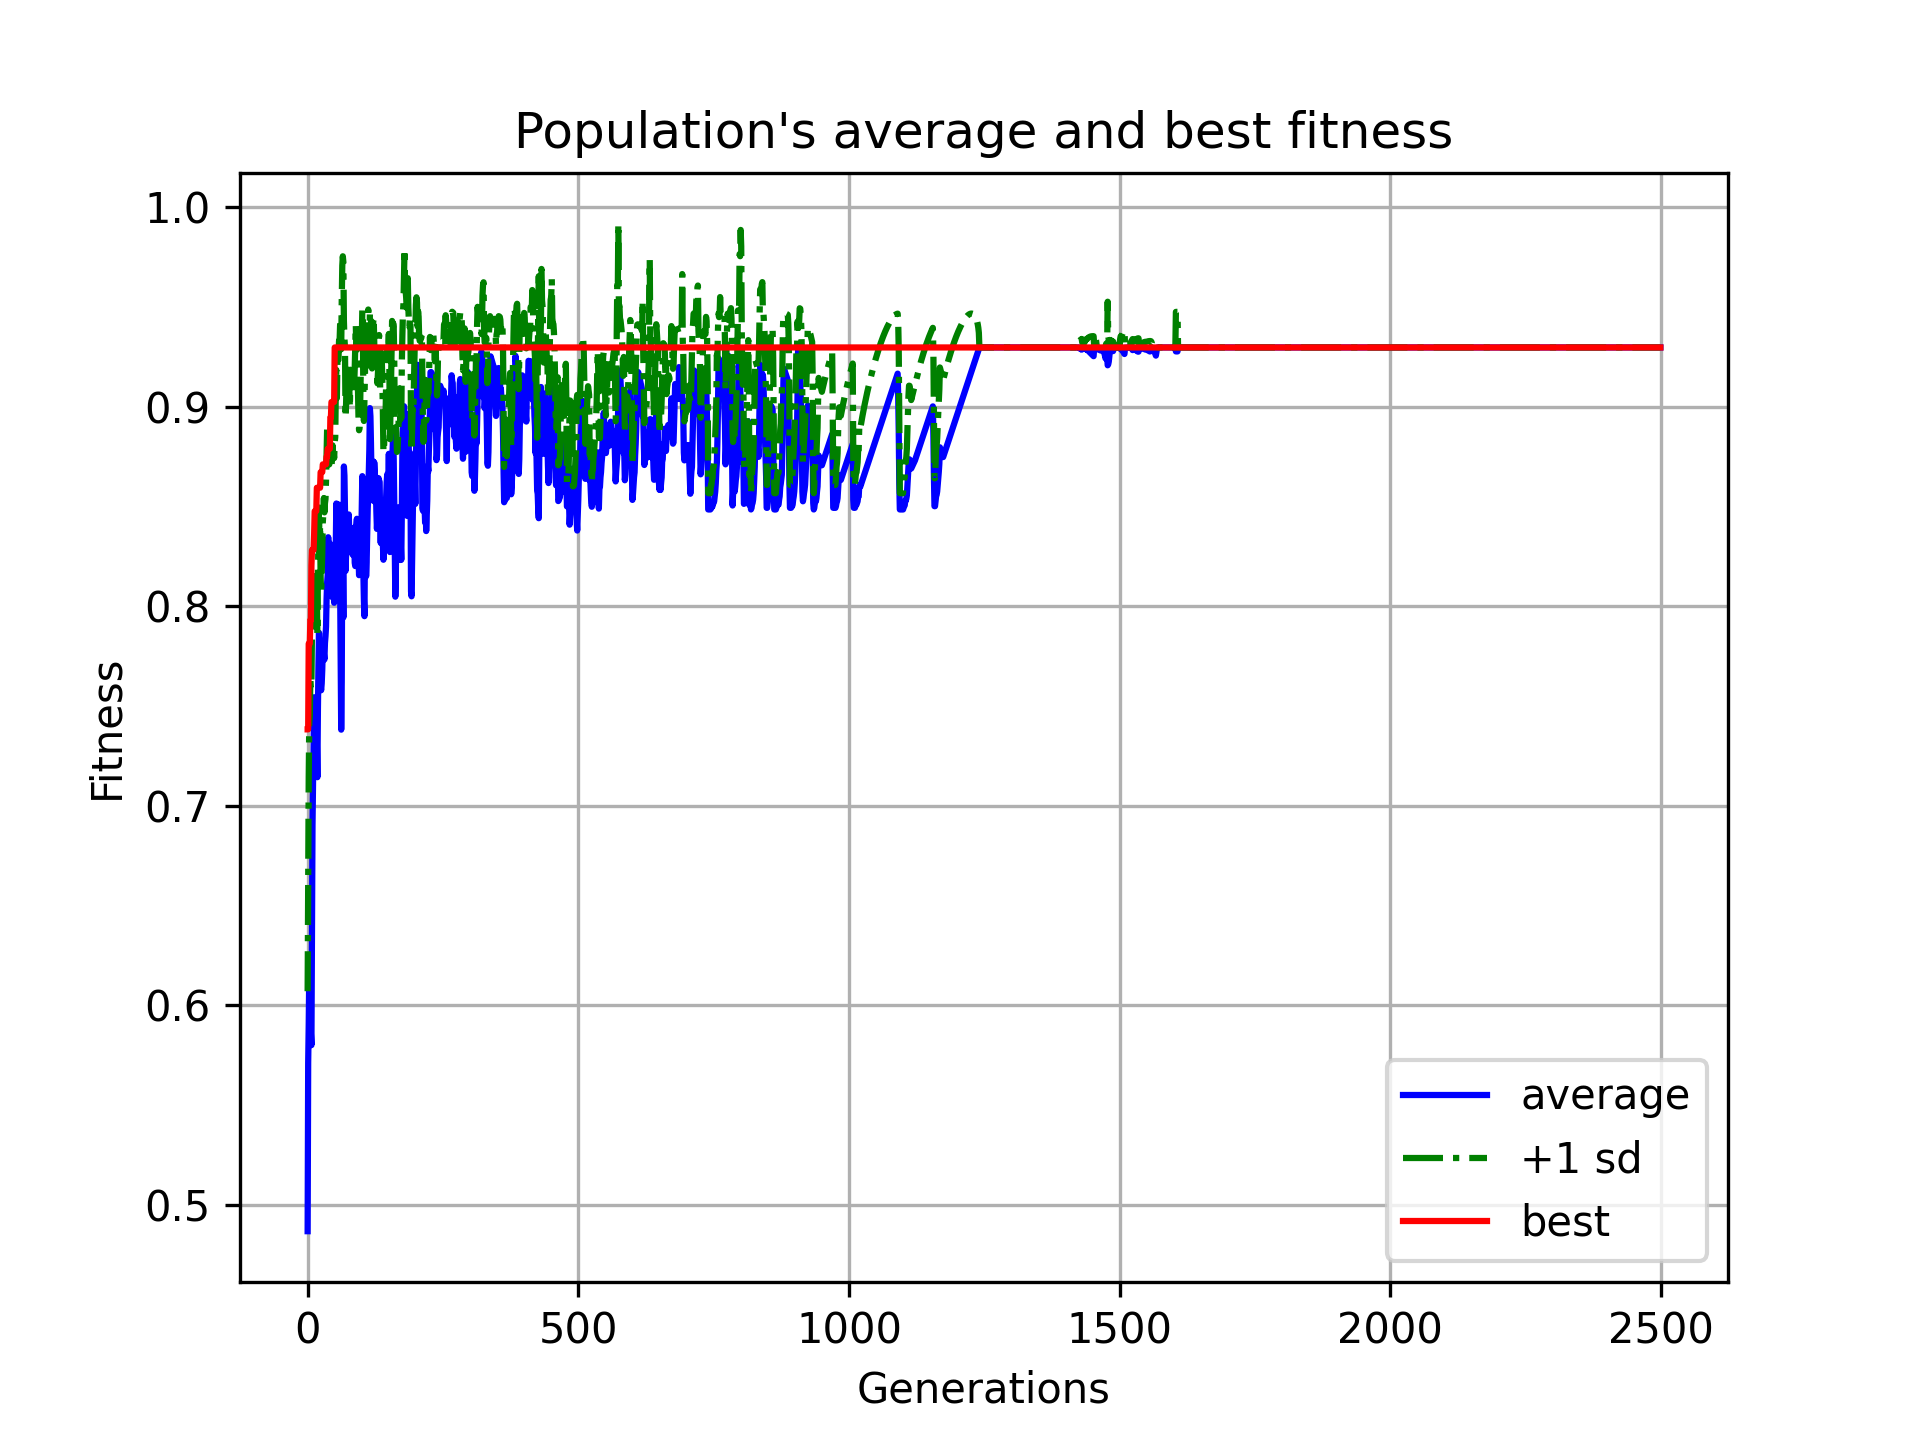 Population's average and best fitness
1.0
0.9
0.8
0.7
0.6
0.5
Fitness
0 500 1000 1500 2000 2500
Generations
average
+1 sd
best